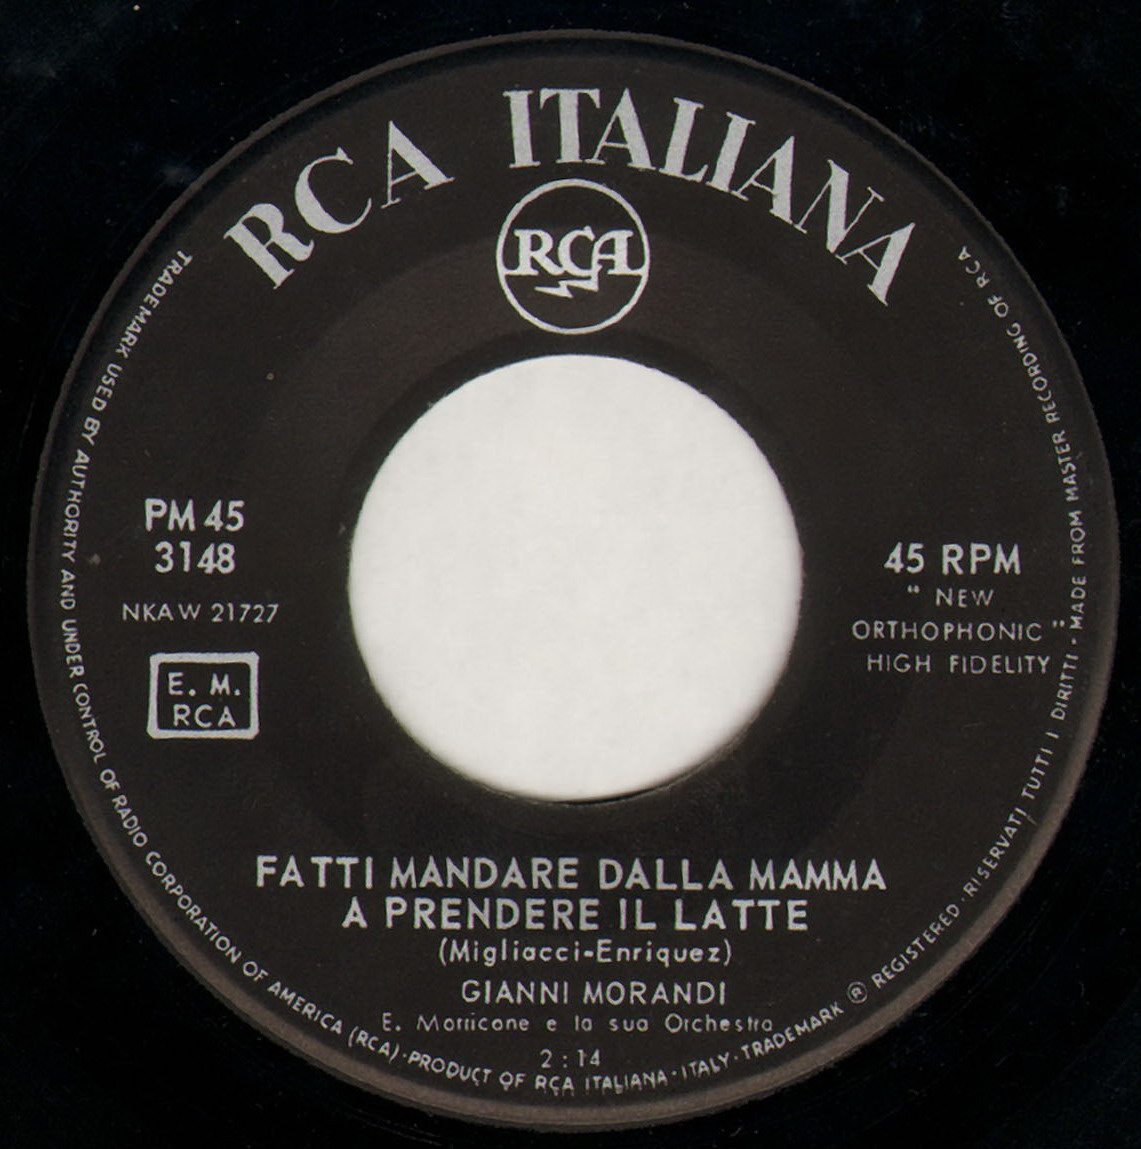 RCA ITALIANA
RCA
PM 45
3148
NKAW 21727
E. M.
RCA
45 RPM
" NEW
ORTHOPHONIC "
HIGH FIDELITY
FATTI MANDARE DALLA MAMMA
A PRENDERE IL LATTE
(Migliacci-Enriquez)
GIANNI MORANDI
E. Morricone e la sua Orchestra
2 : 14
TRADEMARK USED BY AUTHORITY AND UNDER CONTROL OF RADIO CORPORATION OF AMERICA (RCA) · PRODUCT OF RCA ITALIANA · ITALY · TRADEMARK ® REGISTERED · RISERVATI TUTTI I DIRITTI - MADE FROM MASTER RECORDING OF RCA